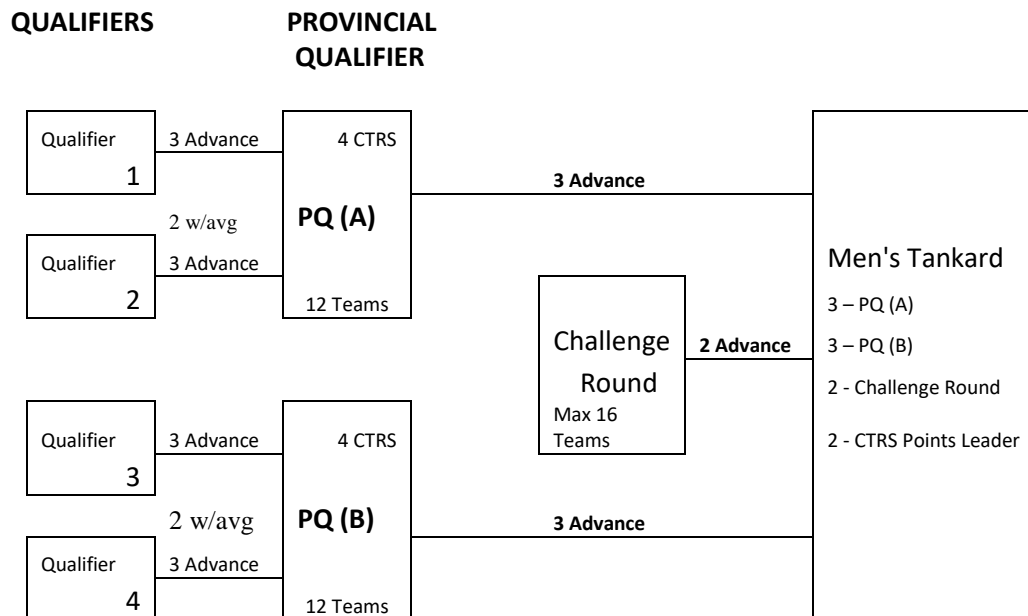 QUALIFIERS
PROVINCIAL
QUALIFIER
Qualifier
1
3 Advance
2 w/avg
Qualifier
2
3 Advance
4 CTRS
PQ (A)
12 Teams
3 Advance
Challenge
Round
Max 16
Teams
2 Advance
Men's Tankard
3 – PQ (A)
3 – PQ (B)
2 - Challenge Round
2 - CTRS Points Leader
Qualifier
3
3 Advance
2 w/avg
Qualifier
4
3 Advance
4 CTRS
PQ (B)
12 Teams
3 Advance